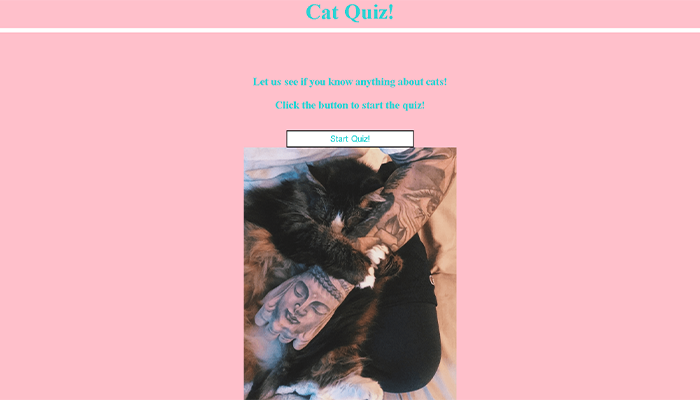 Cat Quiz!
Let us see if you know anything about cats!
Click the button to start the quiz!
Start Quiz!